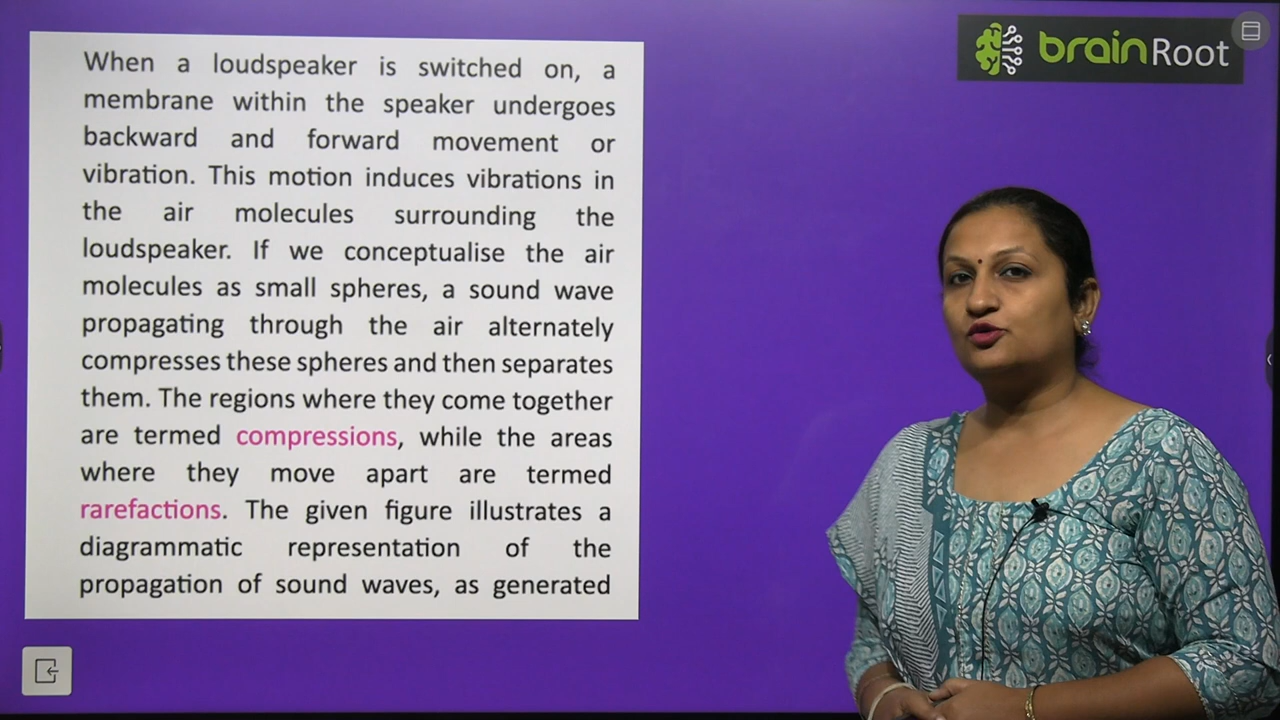 brainRoot
When a loudspeaker is switched on, a
membrane within the speaker undergoes
backward and forward movement or
vibration. This motion induces vibrations in
the air molecules surrounding the
loudspeaker. If we conceptualise the air
molecules as small spheres, a sound wave
propagating through the air alternately
compresses these spheres and then separates
them. The regions where they come together
are termed compressions, while the areas
where they move apart are termed
rarefactions. The given figure illustrates a
diagrammatic representation of the
propagation of sound waves, as generated